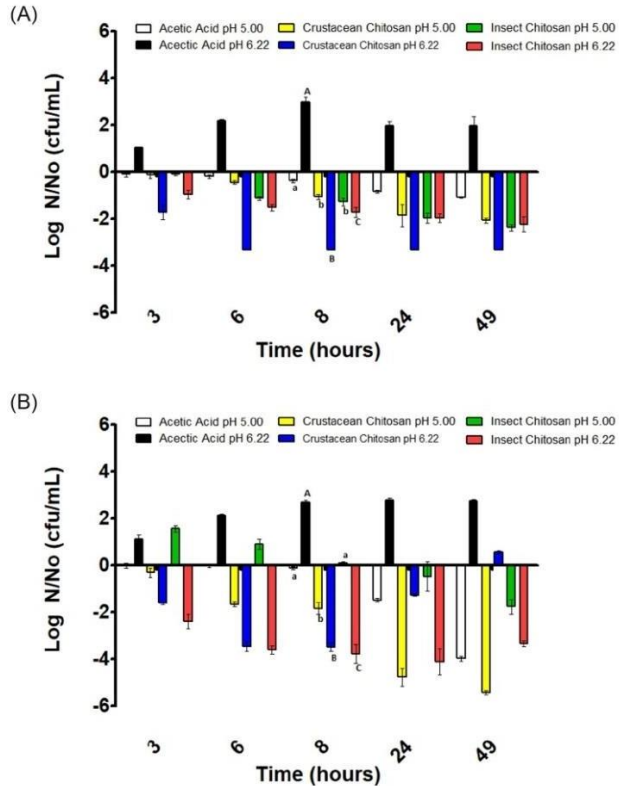 (A)
Acetic Acid pH 5.00 Crustacean Chitosan pH 5.00 Insect Chitosan pH 5.00
Acectic Acid pH 6.22 Crustacean Chitosan pH 6.22 Insect Chitosan pH 6.22
Log N/No (cfu/mL)
6
4
2
0
-2
-4
-6
A
a
b
b
C
B
3 6 8 24 49
Time (hours)
(B)
Acetic Acid pH 5.00 Crustacean Chitosan pH 5.00 Insect Chitosan pH 5.00
Acectic Acid pH 6.22 Crustacean Chitosan pH 6.22 Insect Chitosan pH 6.22
Log N/No (cfu/mL)
6
4
2
0
-2
-4
-6
A
a
a
b
B
C
3 6 8 24 49
Time (hours)